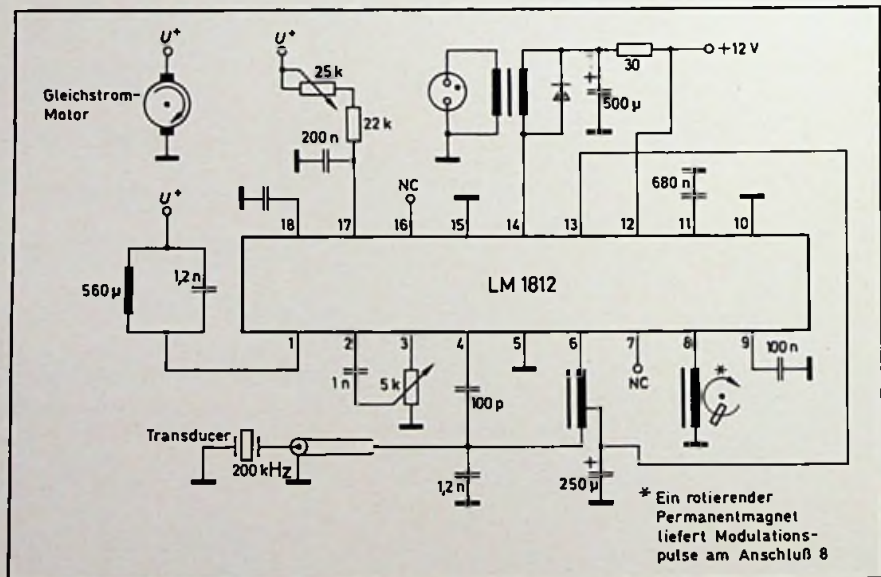 U⁺
U⁺
+12 V
Gleichstrom-
Motor
25 k
30
500 µ
22 k
200 n
NC
680 n
U⁺
18
17
16
15
14
13
12
11
10
560 µ
1,2 n
LM 1812
1
2
3
4
5
6
7
8
9
1 n
5 k
100 p
NC
*
100 n
Transducer
200 kHz
1,2 n
250 µ
* Ein rotierender
Permanentmagnet
liefert Modulations-
pulse am Anschluß 8